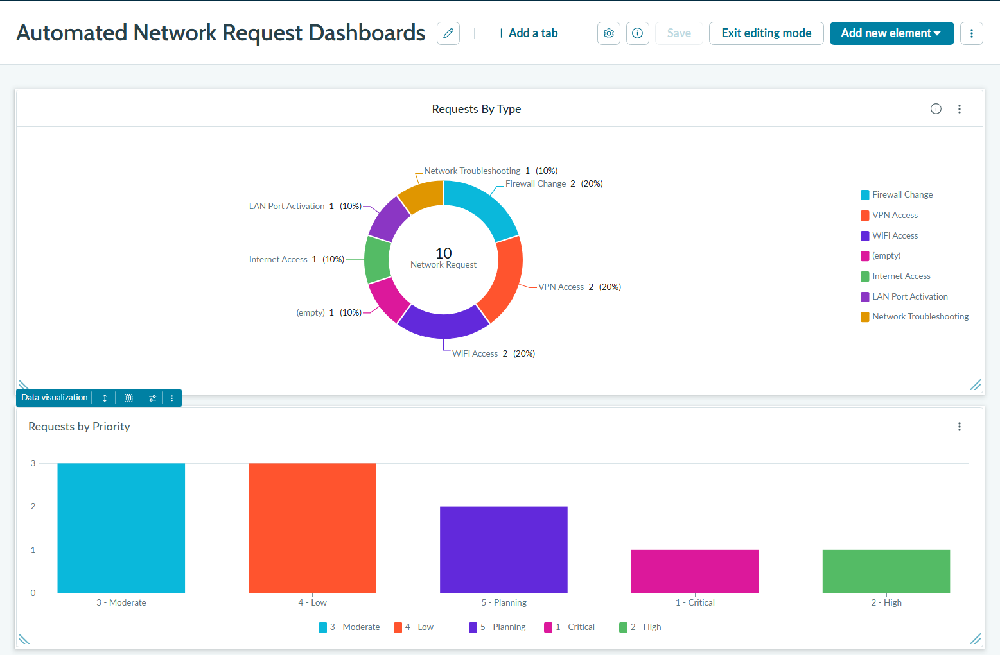 Automated Network Request Dashboards
+ Add a tab
Save
Exit editing mode
Add new element
Requests By Type
Network Troubleshooting 1 (10%)
Firewall Change 2 (20%)
LAN Port Activation 1 (10%)
Internet Access 1 (10%)
10
Network Request
VPN Access 2 (20%)
(empty) 1 (10%)
WiFi Access 2 (20%)
Firewall Change
VPN Access
WiFi Access
(empty)
Internet Access
LAN Port Activation
Network Troubleshooting
Data visualization
Requests by Priority
3
2
1
0
3 - Moderate
4 - Low
5 - Planning
1 - Critical
2 - High
3 - Moderate
4 - Low
5 - Planning
1 - Critical
2 - High